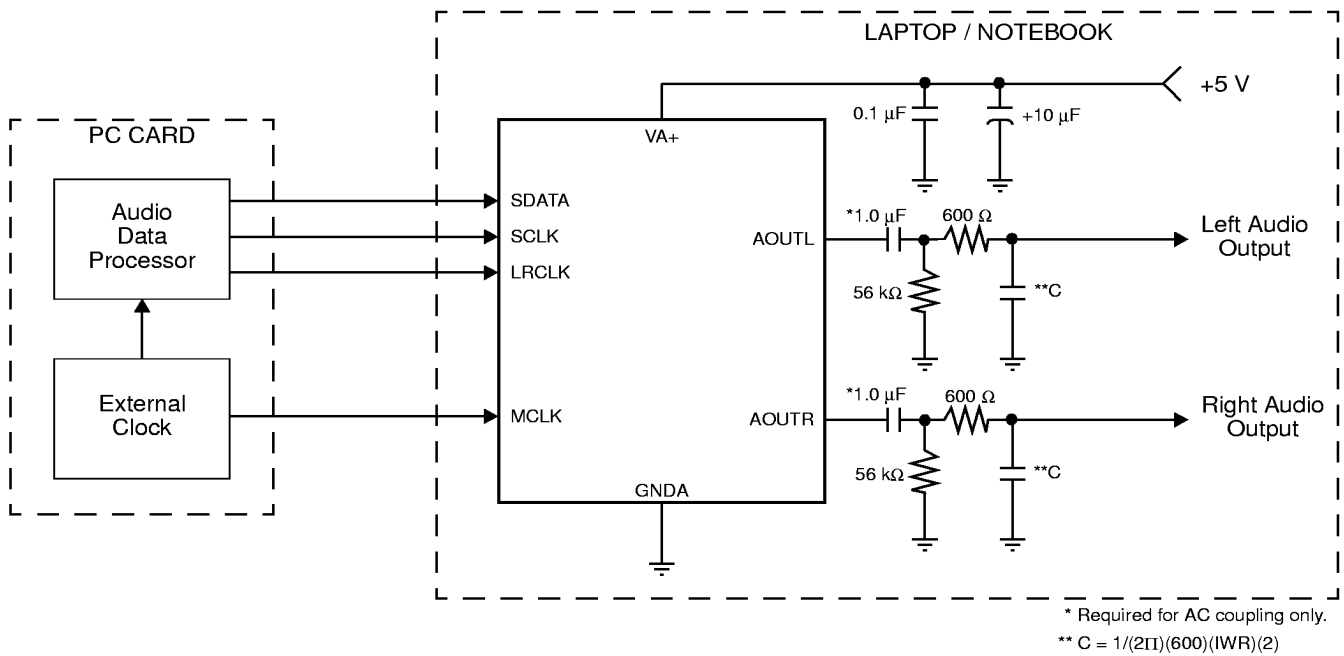 LAPTOP / NOTEBOOK
+5 V
0.1 µF
+10 µF
PC CARD
VA+
Audio
Data
Processor
SDATA
SCLK
LRCLK
AOUTL
*1.0 µF
600 Ω
Left Audio
Output
56 kΩ
**C
External
Clock
MCLK
AOUTR
*1.0 µF
600 Ω
Right Audio
Output
56 kΩ
**C
GNDA
* Required for AC coupling only.
** C = 1/(2Π)(600)(IWR)(2)